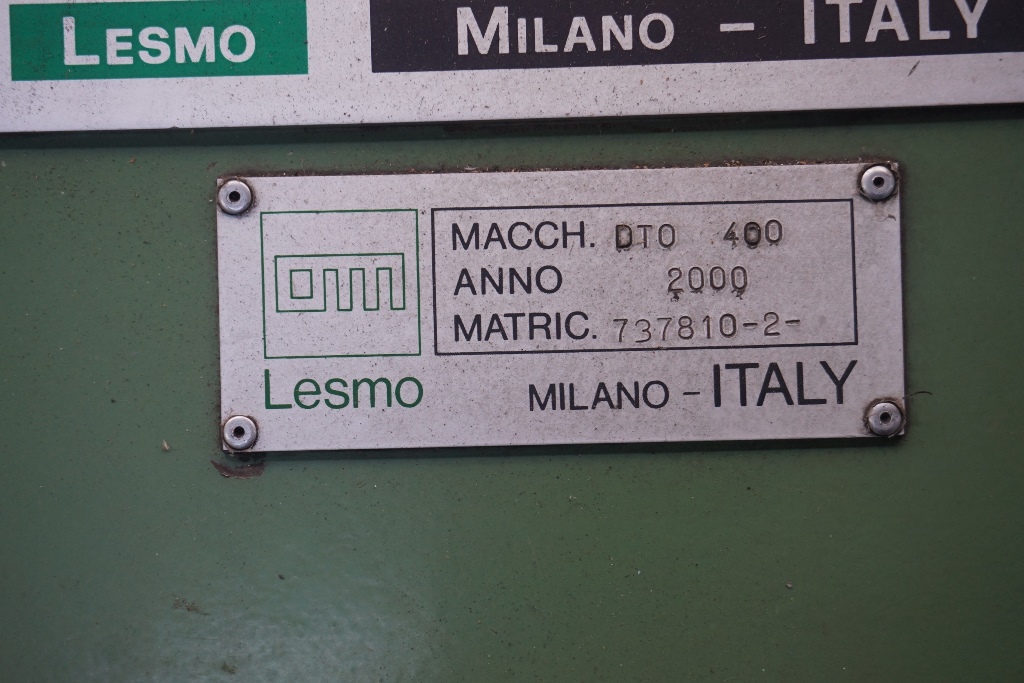 LESMO
MILANO - ITALY
MACCH. DTO 400
ANNO 2000
MATRIC. 737810-2-
Lesmo MILANO - ITALY